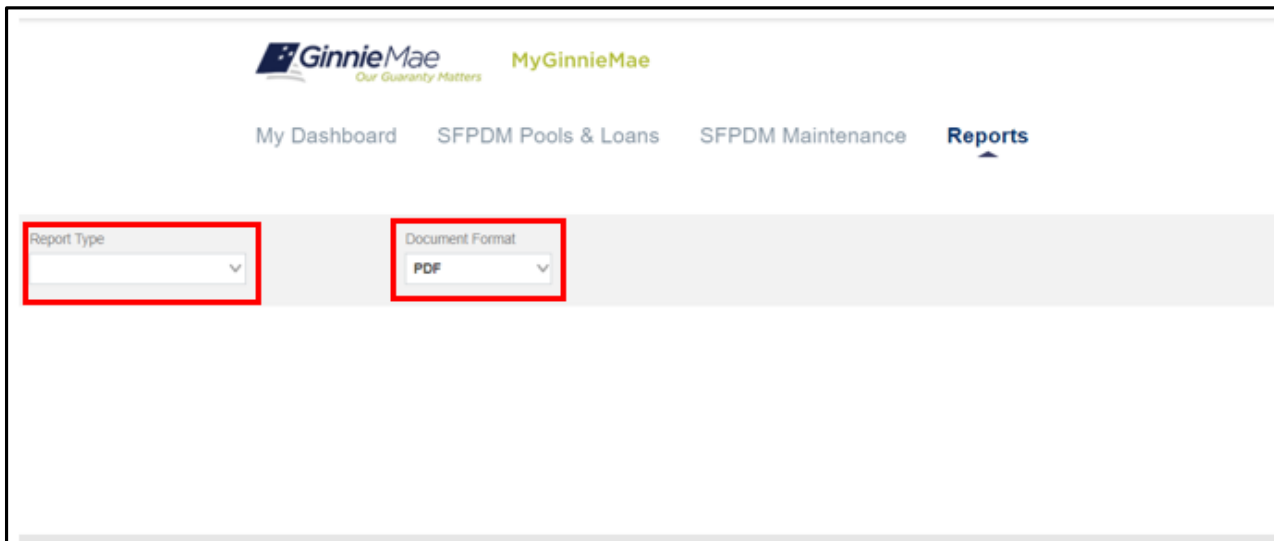 GinnieMae MyGinnieMae
Our Guaranty Matters
My Dashboard SFPDM Pools & Loans SFPDM Maintenance Reports
Report Type Document Format
PDF